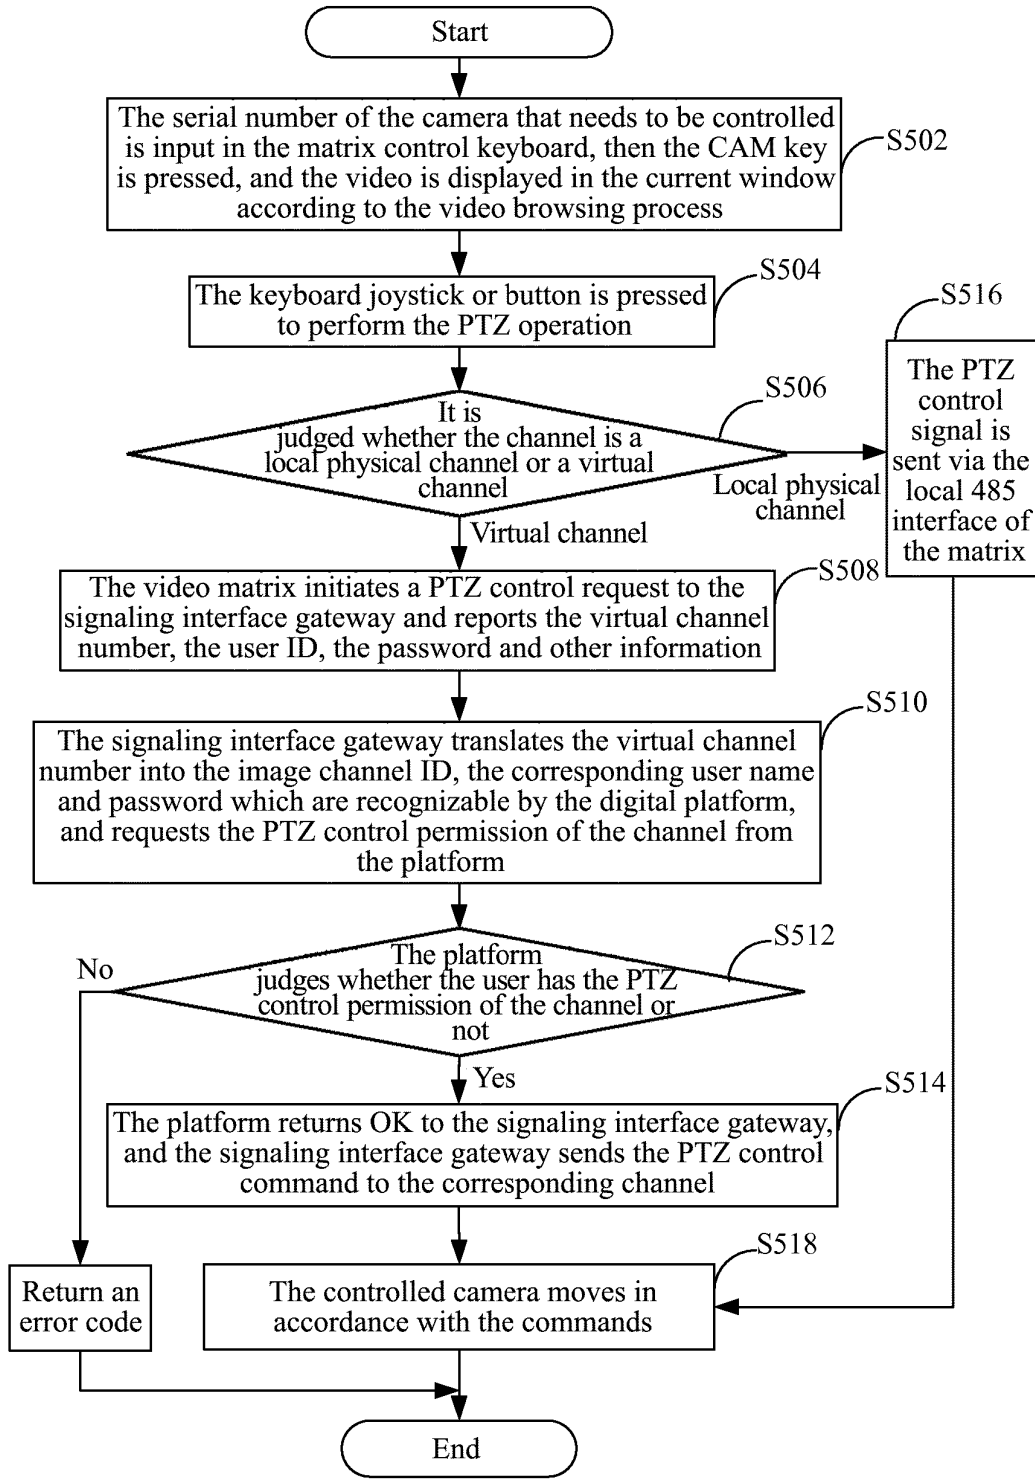 Start
The serial number of the camera that needs to be controlled
is input in the matrix control keyboard, then the CAM key
is pressed, and the video is displayed in the current window
according to the video browsing process
S502
The keyboard joystick or button is pressed
to perform the PTZ operation
S504
It is
judged whether the channel is a
local physical channel or a virtual
channel
S506
Local physical
channel
S516
The PTZ
control
signal is
sent via the
local 485
interface of
the matrix
Virtual channel
The video matrix initiates a PTZ control request to the
signaling interface gateway and reports the virtual channel
number, the user ID, the password and other information
S508
The signaling interface gateway translates the virtual channel
number into the image channel ID, the corresponding user name
and password which are recognizable by the digital platform,
and requests the PTZ control permission of the channel from
the platform
S510
The platform
judges whether the user has the PTZ
control permission of the channel or
not
S512
No
Yes
The platform returns OK to the signaling interface gateway,
and the signaling interface gateway sends the PTZ control
command to the corresponding channel
S514
Return an
error code
The controlled camera moves in
accordance with the commands
S518
End